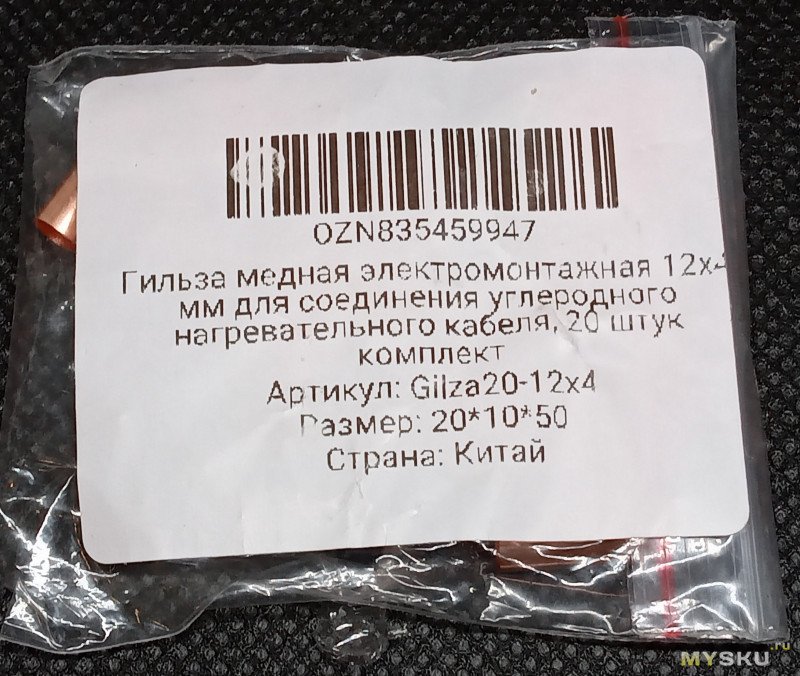 OZN835459947
Гильза медная электромонтажная 12х4
мм для соединения углеродного
нагревательного кабеля, 20 штук
комплект
Артикул: Gilza20-12x4
Размер: 20*10*50
Страна: Китай
MYSKU.ru